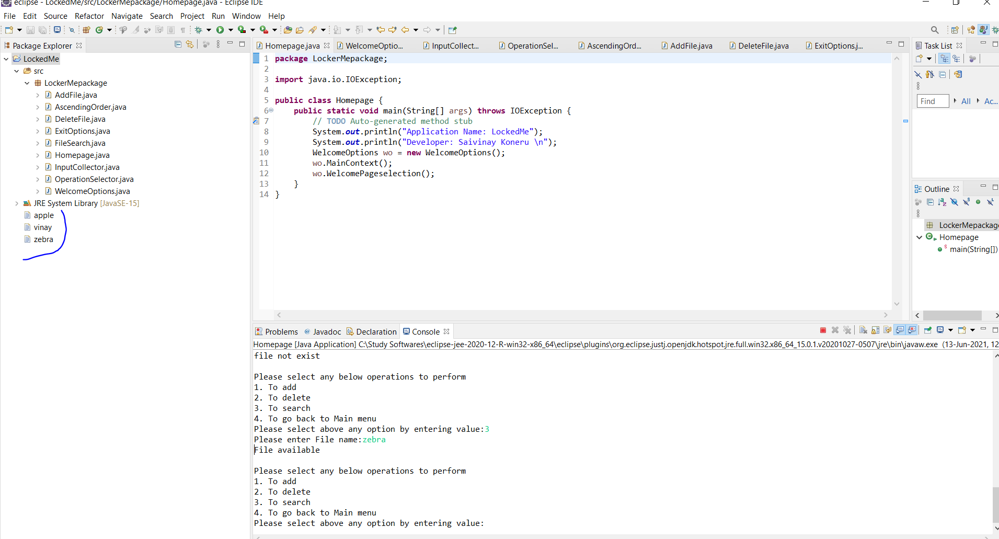 eclipse - LockedMe/src/LockerMepackage/Homepage.java - Eclipse IDE
File Edit Source Refactor Navigate Search Project Run Window Help
Package Explorer
LockedMe
src
LockerMepackage
AddFile.java
AscendingOrder.java
DeleteFile.java
ExitOptions.java
FileSearch.java
Homepage.java
InputCollector.java
OperationSelector.java
WelcomeOptions.java
JRE System Library [JavaSE-15]
apple
vinay
zebra
Homepage.java WelcomeOptio... InputCollect... OperationSel... AscendingOrd... AddFile.java DeleteFile.java ExitOptions.j...
1 package LockerMepackage;
2
3 import java.io.IOException;
4
5 public class Homepage {
6 public static void main(String[] args) throws IOException {
7 // TODO Auto-generated method stub
8 System.out.println("Application Name: LockedMe");
9 System.out.println("Developer: Saivinay Koneru \n");
10 WelcomeOptions wo = new WelcomeOptions();
11 wo.MainContext();
12 wo.WelcomePageselection();
13 }
14 }
Task List
Find All Ac...
Outline
LockerMepackage
Homepage
main(String[])
Problems @ Javadoc Declaration Console
Homepage [Java Application] C:\Study Softwares\eclipse-jee-2020-12-R-win32-x86_64\eclipse\plugins\org.eclipse.justj.openjdk.hotspot.jre.full.win32.x86_64_15.0.1.v20201027-0507\jre\bin\javaw.exe (13-Jun-2021, 12
file not exist
Please select any below operations to perform
1. To add
2. To delete
3. To search
4. To go back to Main menu
Please select above any option by entering value:3
Please enter File name:zebra
File available
Please select any below operations to perform
1. To add
2. To delete
3. To search
4. To go back to Main menu
Please select above any option by entering value: